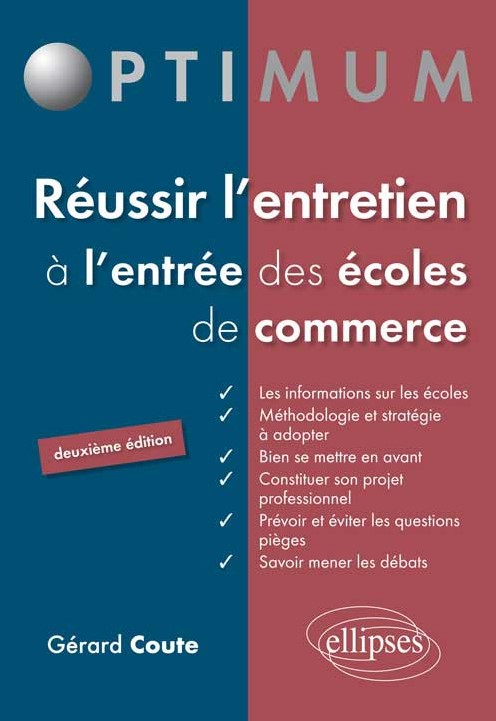 OPTIMUM
Réussir l'entretien
à l'entrée des écoles
de commerce
✓ Les informations sur les écoles
✓ Méthodologie et stratégie
à adopter
✓ Bien se mettre en avant
✓ Constituer son projet
professionnel
✓ Prévoir et éviter les questions
pièges
✓ Savoir mener les débats
deuxième édition
Gérard Coute
ellipses